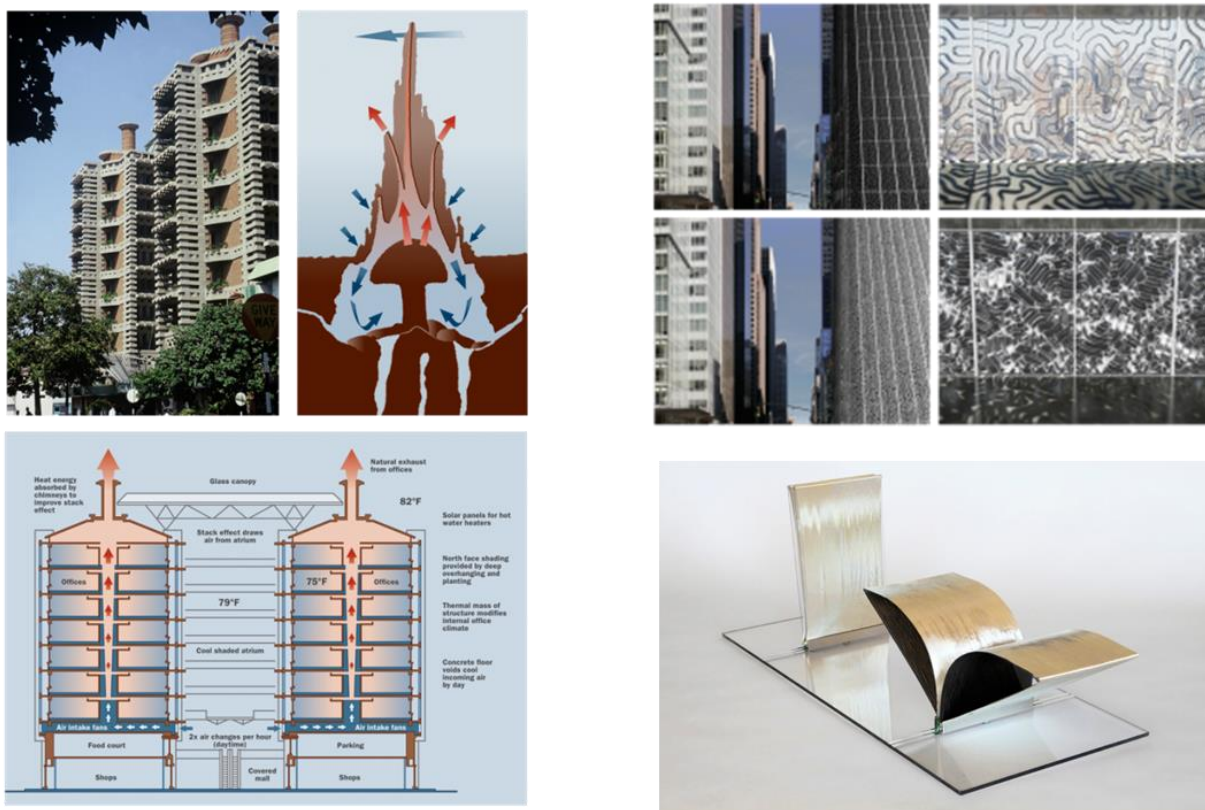 GIVE
WAY
Heat energy
absorbed by
chimneys to
improve stack
effect
Glass canopy
Natural exhaust
from offices
82°F
Solar panels for hot
water heaters
Stack effect draws
air from atrium
North face shading
provided by deep
overhanging and
planting
Offices
75°F
Offices
79°F
Thermal mass of
structure modifies
internal office
climate
Cool shaded atrium
Concrete floor
voids cool
incoming air
by day
Air intake fans
2x air changes per hour
(daytime)
Air intake fans
Food court
Parking
Shops
Covered
mall
Shops